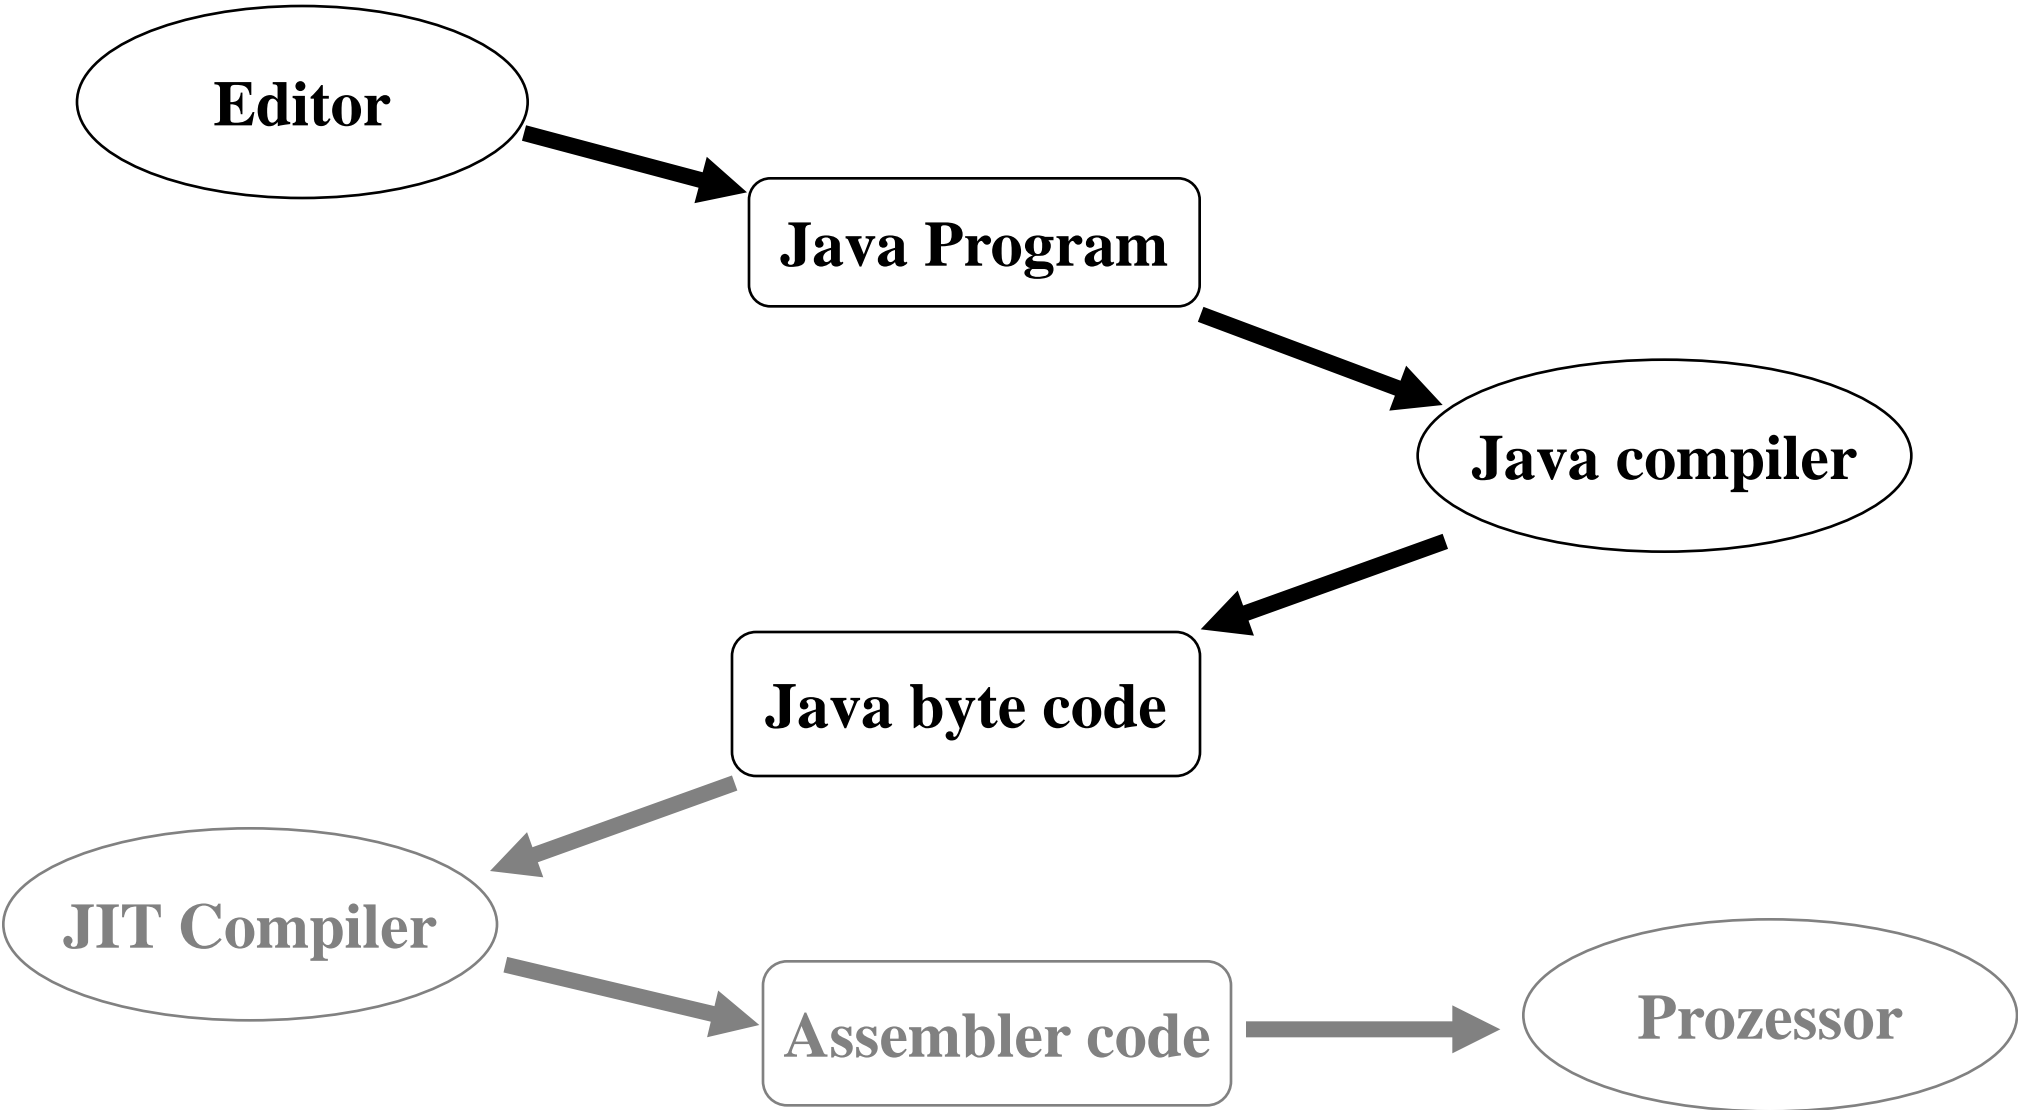 Editor
Java Program
Java compiler
Java byte code
JIT Compiler
Assembler code
Prozessor